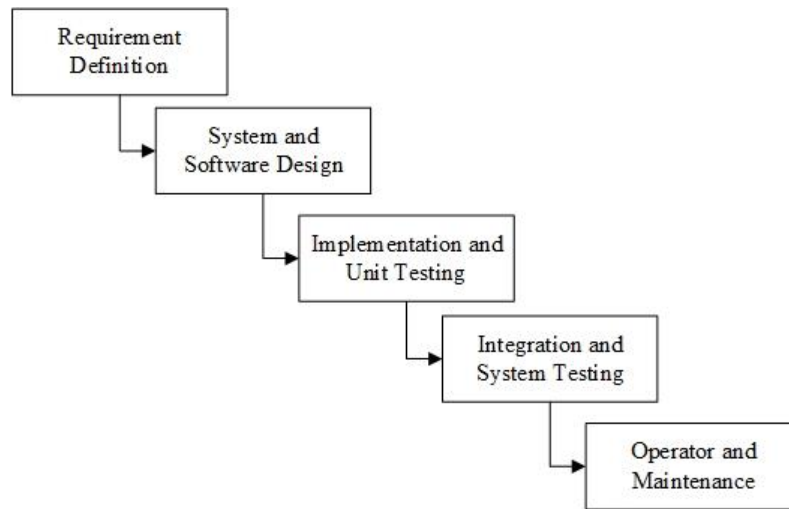 Requirement
Definition
System and
Software Design
Implementation and
Unit Testing
Integration and
System Testing
Operator and
Maintenance